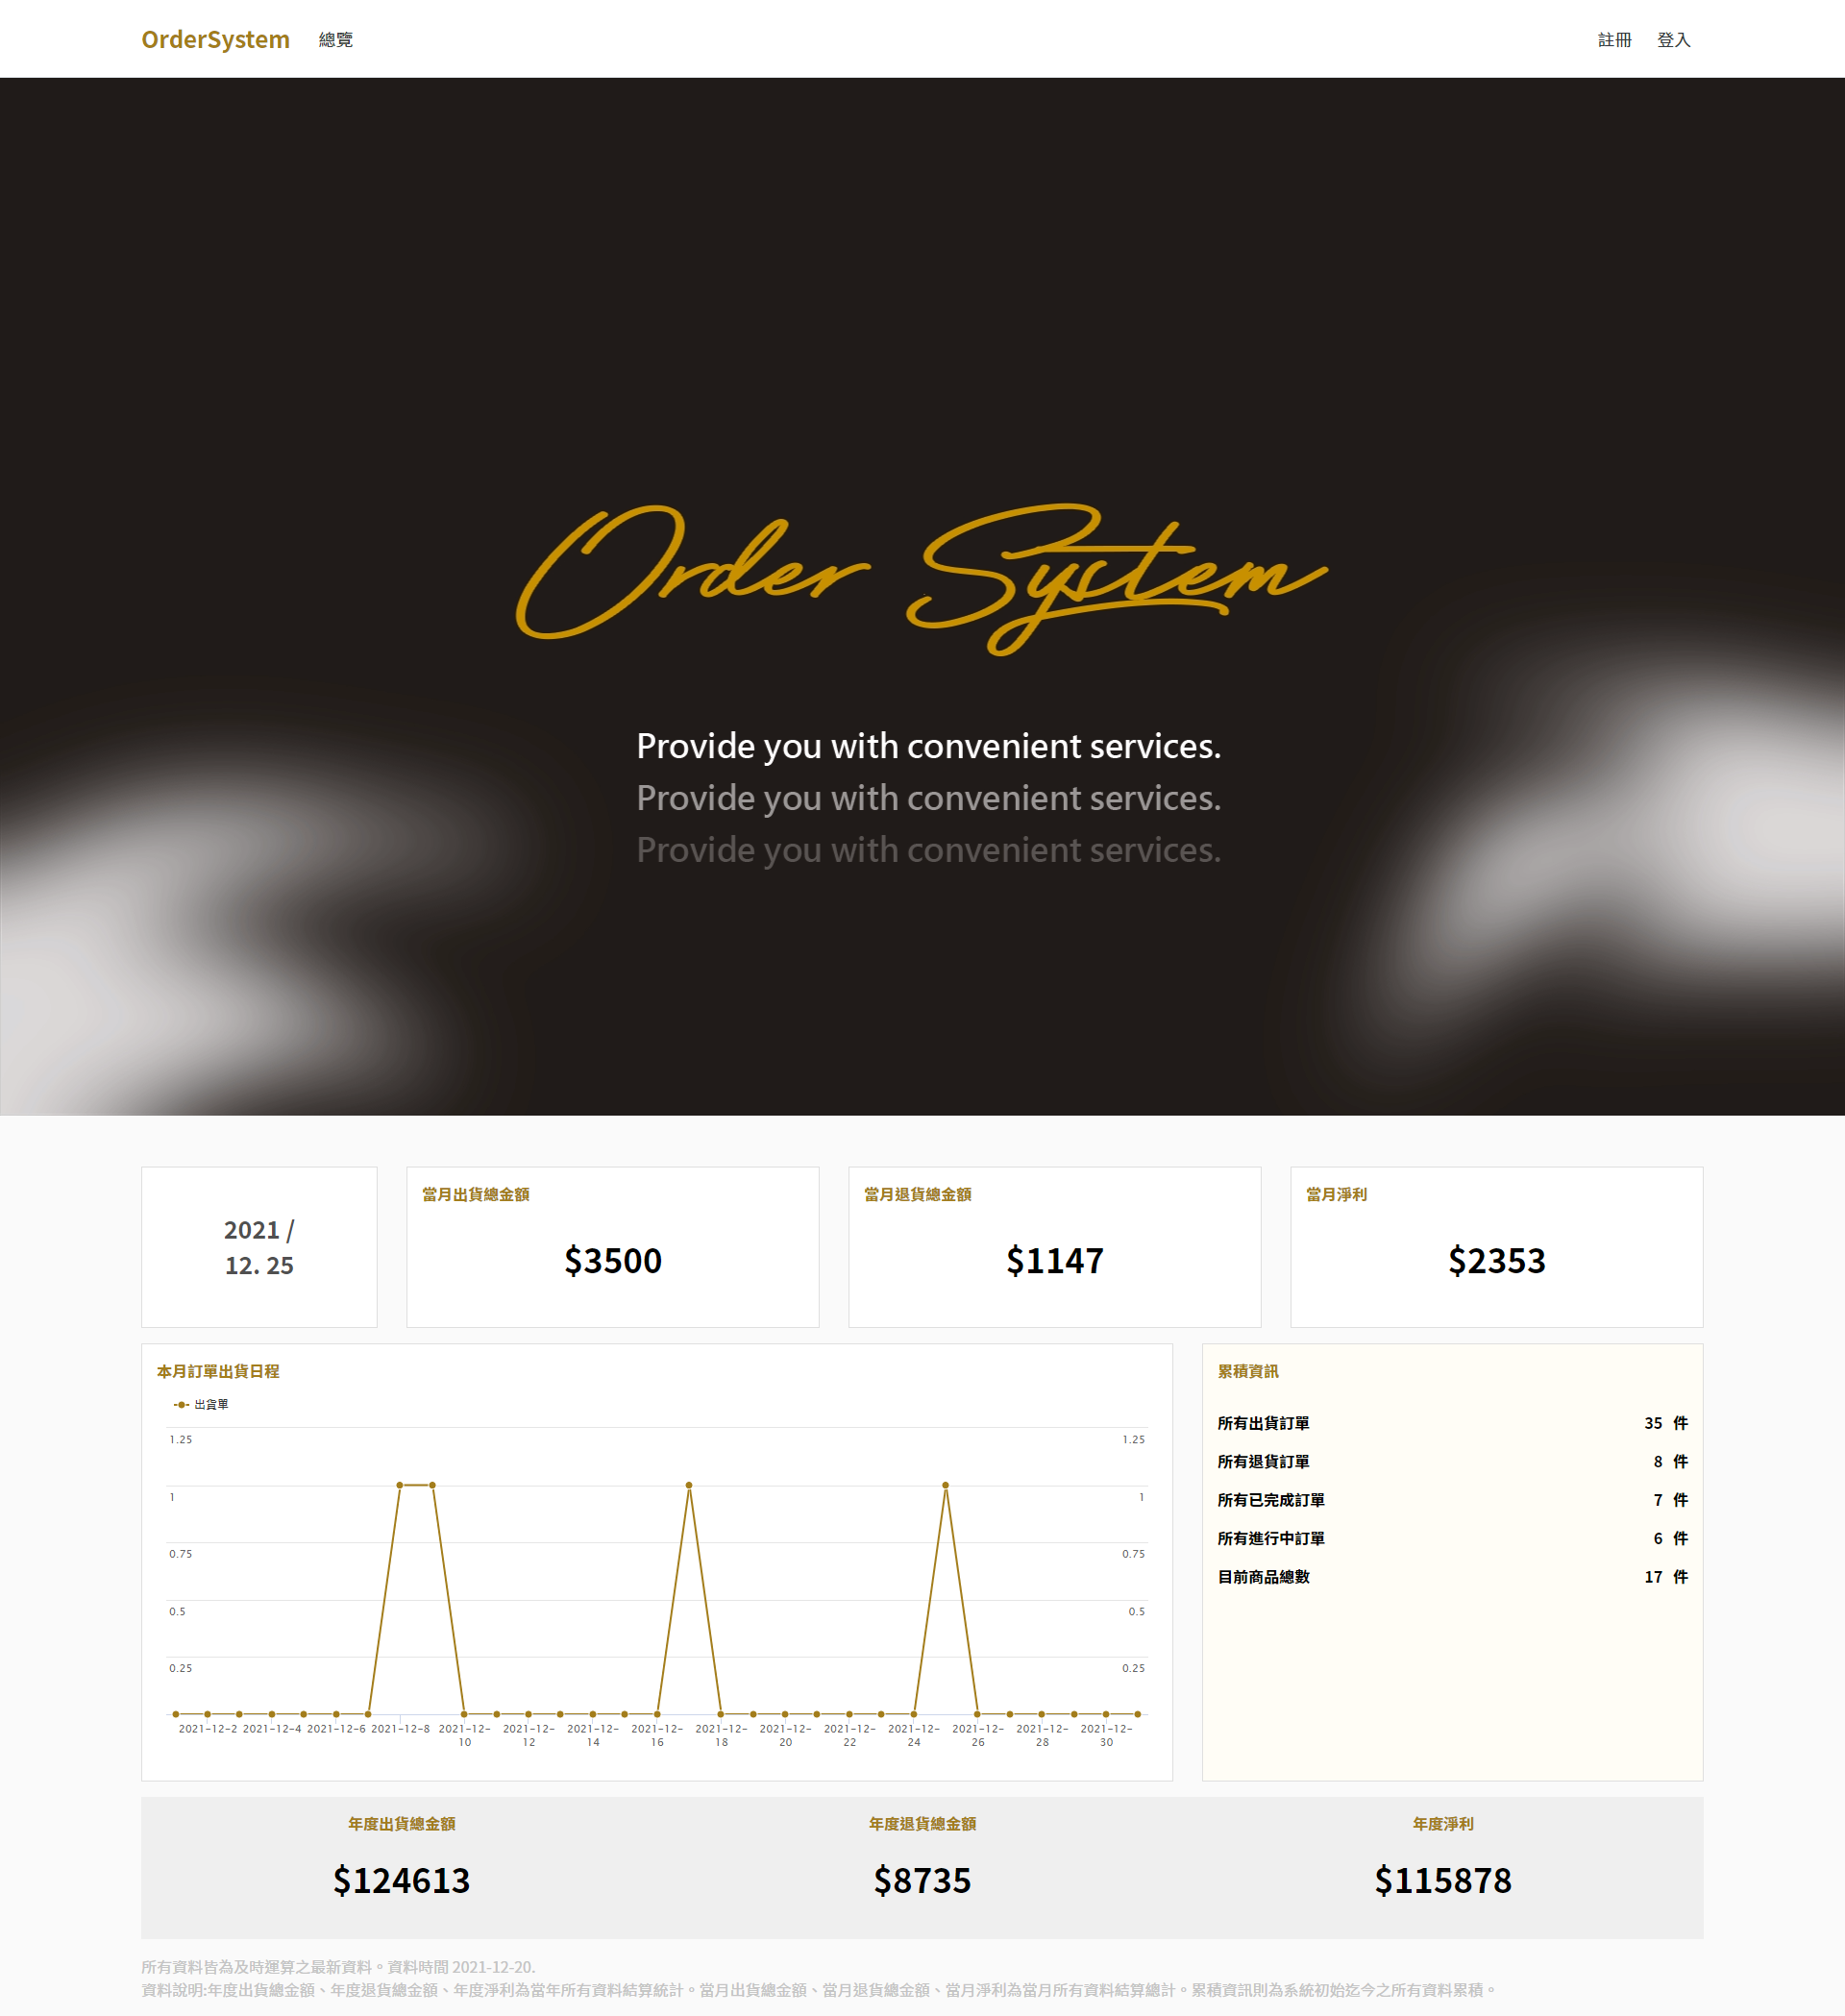 OrderSystem 總覽 註冊 登入
Order System
Provide you with convenient services.
Provide you with convenient services.
Provide you with convenient services.
2021 /
12. 25
當月出貨總金額
$3500
當月退貨總金額
$1147
當月淨利
$2353
本月訂單出貨日程
出貨單
1.25 1.25
1 1
0.75 0.75
0.5 0.5
0.25 0.25
2021-12-2 2021-12-4 2021-12-6 2021-12-8 2021-12-10 2021-12-12 2021-12-14 2021-12-16 2021-12-18 2021-12-20 2021-12-22 2021-12-24 2021-12-26 2021-12-28 2021-12-30
累積資訊
所有出貨訂單 35 件
所有退貨訂單 8 件
所有已完成訂單 7 件
所有進行中訂單 6 件
目前商品總數 17 件
年度出貨總金額
$124613
年度退貨總金額
$8735
年度淨利
$115878
所有資料皆為及時運算之最新資料。資料時間 2021-12-20.
資料說明:年度出貨總金額、年度退貨總金額、年度淨利為當年所有資料結算統計。當月出貨總金額、當月退貨總金額、當月淨利為當月所有資料結算總計。累積資訊則為系統初始迄今之所有資料累積。